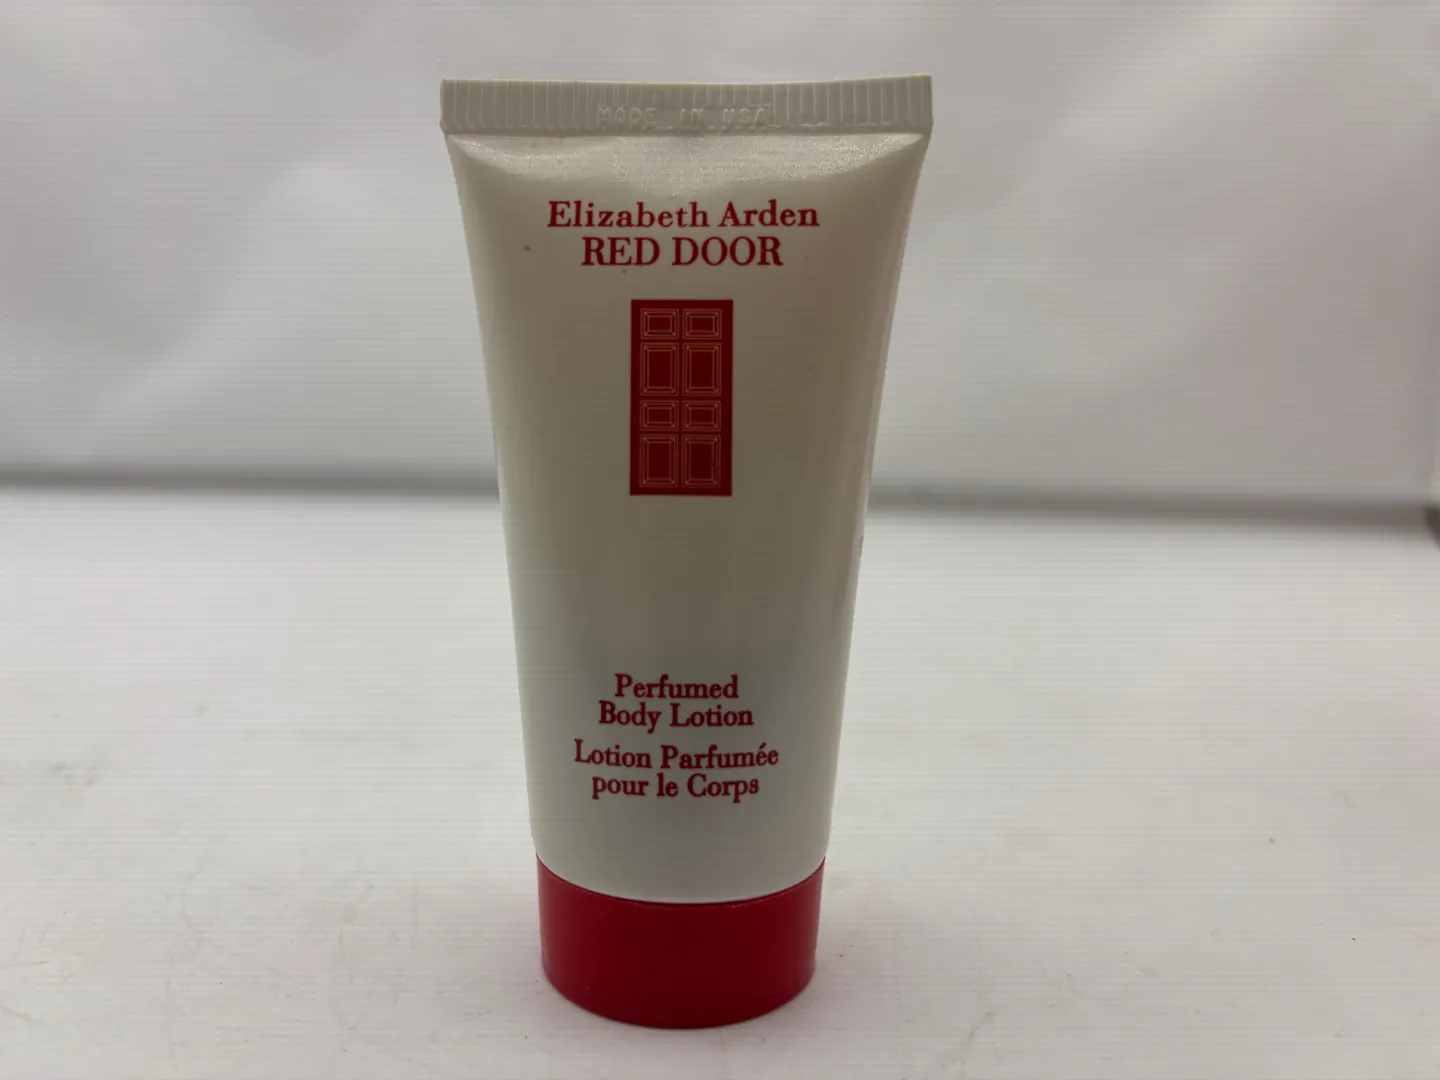 MADE IN USA
Elizabeth Arden
RED DOOR
Perfumed
Body Lotion
Lotion Parfumée
pour le Corps